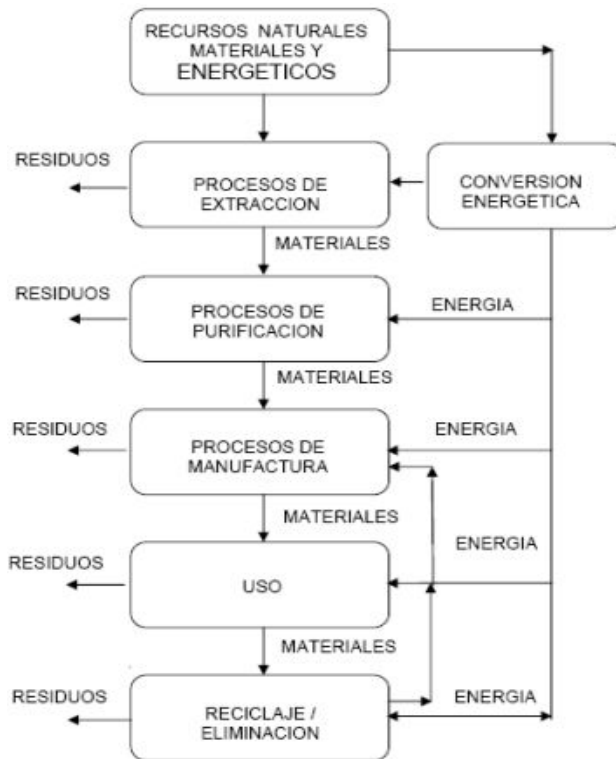 RECURSOS NATURALES
MATERIALES Y
ENERGETICOS
RESIDUOS
PROCESOS DE
EXTRACCION
CONVERSION
ENERGETICA
MATERIALES
RESIDUOS
PROCESOS DE
PURIFICACION
ENERGIA
MATERIALES
RESIDUOS
PROCESOS DE
MANUFACTURA
ENERGIA
MATERIALES
ENERGIA
RESIDUOS
USO
MATERIALES
RESIDUOS
RECICLAJE /
ELIMINACION
ENERGIA